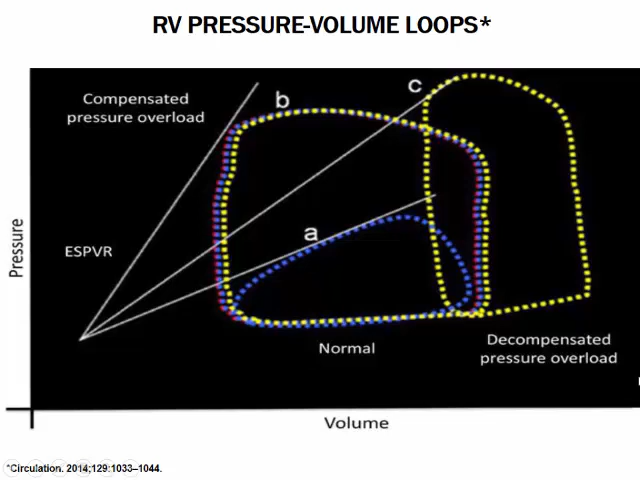 RV PRESSURE-VOLUME LOOPS*
Compensated
pressure overload
b
c
a
ESPVR
Pressure
Normal
Decompensated
pressure overload
Volume
*Circulation. 2014;129:1033–1044.